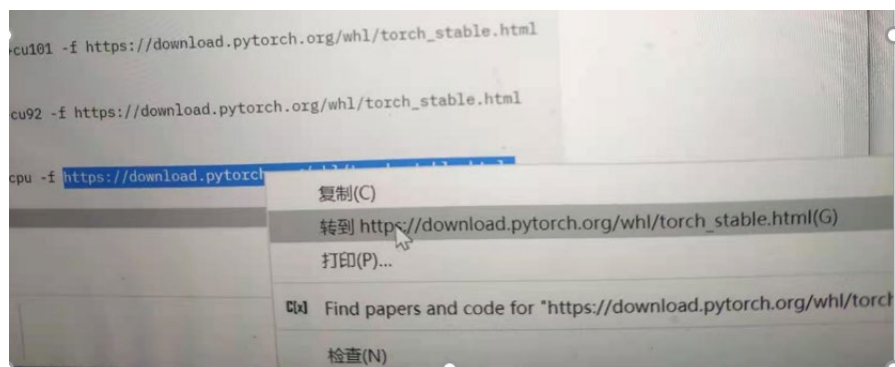 cu101 -f https://download.pytorch.org/whl/torch_stable.html
cu92 -f https://download.pytorch.org/whl/torch_stable.html
cpu -f https://download.pytorch
复制(C)
转到 https://download.pytorch.org/whl/torch_stable.html(G)
打印(P)...
C[x] Find papers and code for "https://download.pytorch.org/whl/torch
检查(N)